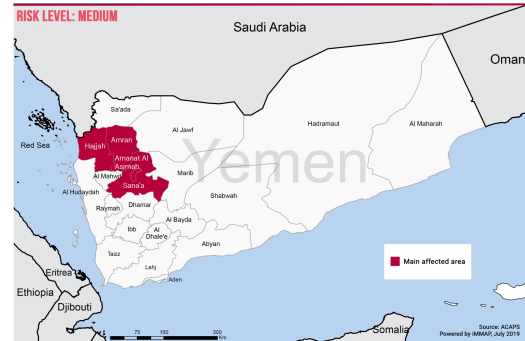 RISK LEVEL: MEDIUM
Saudi Arabia
Oman
Sa'ada
Al Jawf
Hadramaut
Al Maharah
Red Sea
Hajjah
Amran
Amanat Al
Asimah
Yemen
Al Mahwit
Marib
Sana'a
Al Hudaydah
Shabwah
Raymah
Dhamar
Al Bayda
Ibb
Al
Dhale'e
Abyan
Taizz
Lahj
Aden
Main affected area
Eritrea
Ethiopia
Djibouti
Somalia
75 150 300
Km
Source: ACAPS
Powered by iMMAP, July 2019